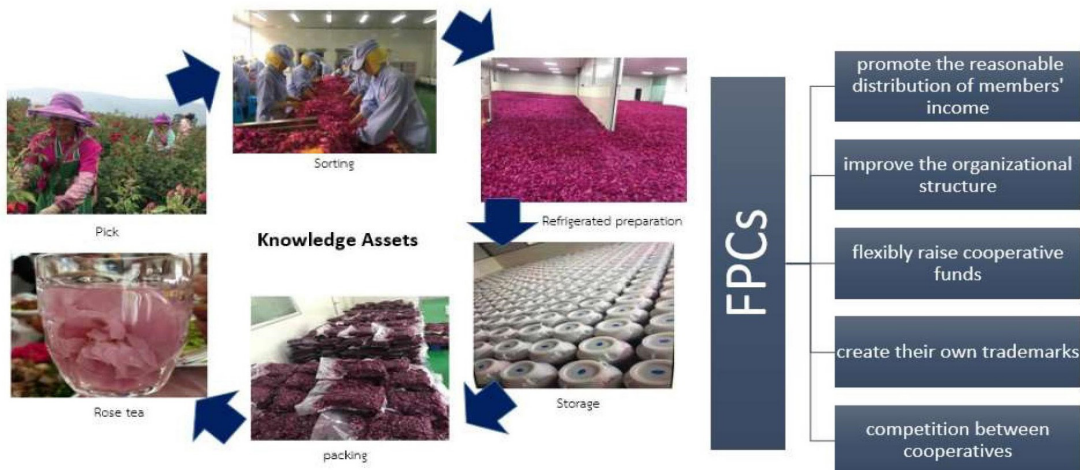 Pick
Sorting
Refrigerated preparation
Knowledge Assets
Storage
packing
Rose tea
FPCs
promote the reasonable
distribution of members'
income
improve the organizational
structure
flexibly raise cooperative
funds
create their own trademarks
competition between
cooperatives